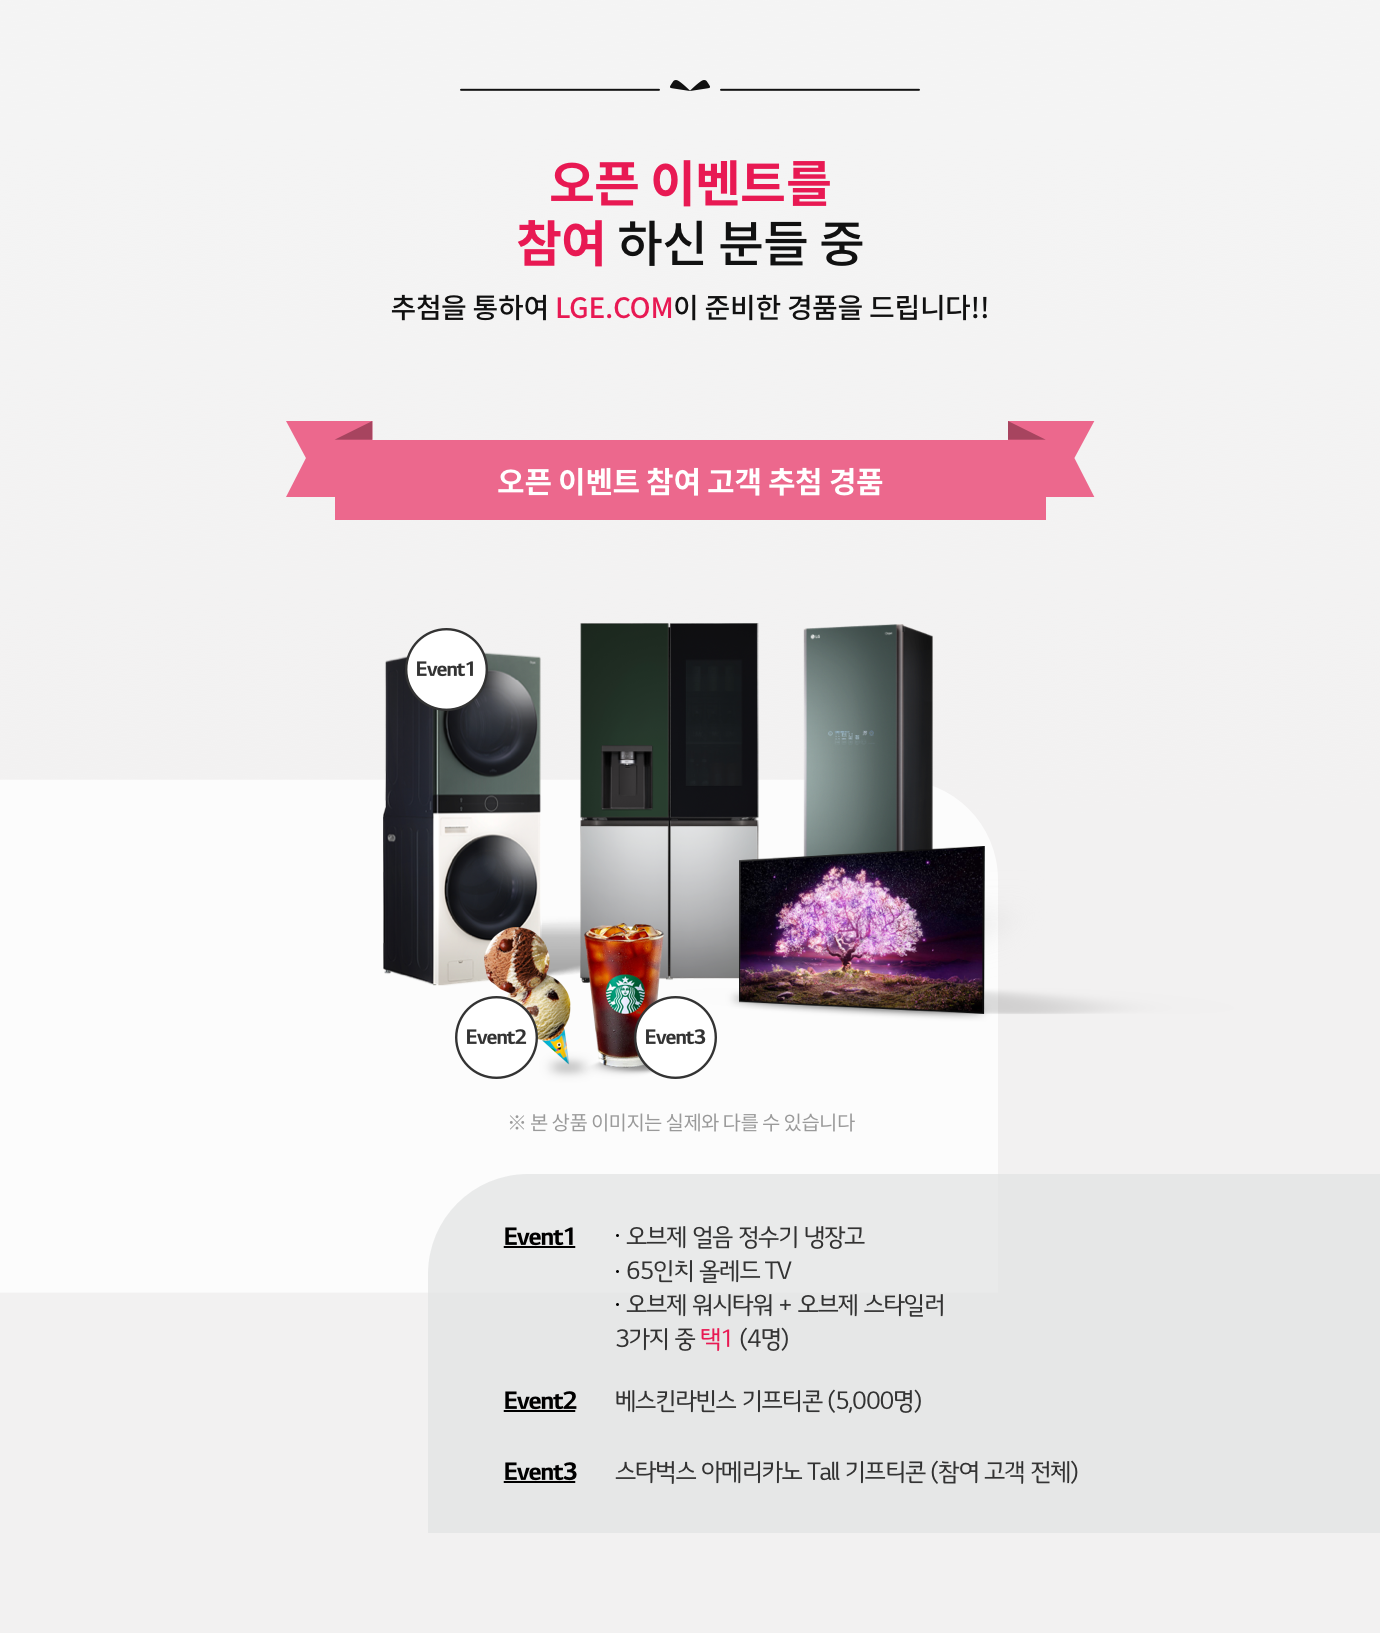 오픈 이벤트를
참여 하신 분들 중
추첨을 통하여 LGE.COM이 준비한 경품을 드립니다!!
오픈 이벤트 참여 고객 추첨 경품
Event1
LG
Event2
Event3
※ 본 상품 이미지는 실제와 다를 수 있습니다
Event1 · 오브제 얼음 정수기 냉장고
· 65인치 올레드 TV
· 오브제 워시타워 + 오브제 스타일러
3가지 중 택1 (4명)
Event2 베스킨라빈스 기프티콘 (5,000명)
Event3 스타벅스 아메리카노 Tall 기프티콘 (참여 고객 전체)